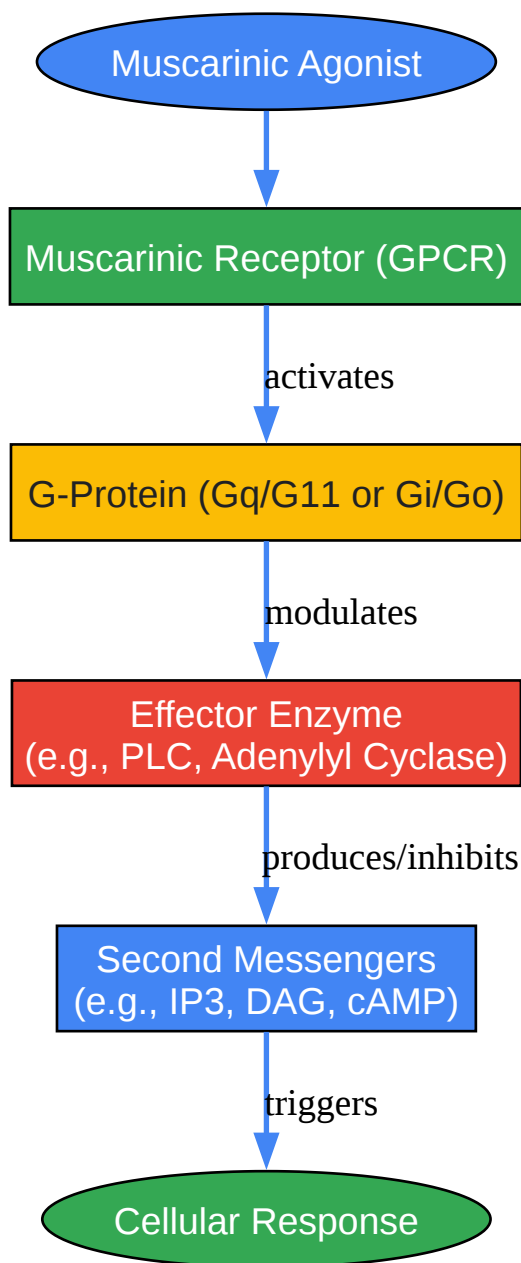 Muscarinic Agonist
Muscarinic Receptor (GPCR)
activates
G-Protein (Gq/G11 or Gi/Go)
modulates
Effector Enzyme
(e.g., PLC, Adenylyl Cyclase)
produces/inhibits
Second Messengers
(e.g., IP3, DAG, cAMP)
triggers
Cellular Response